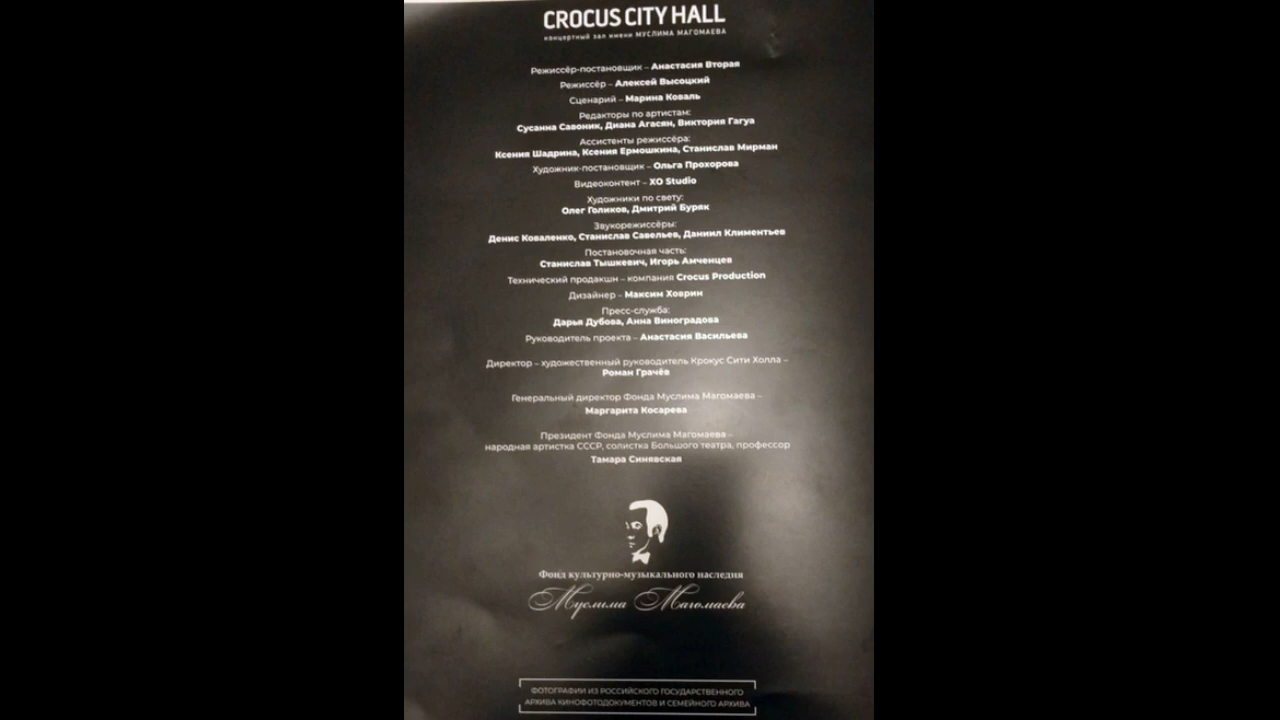 CROCUS CITY HALL
концертный зал имени МУСЛИМА МАГОМАЕВА
Режиссёр-постановщик – Анастасия Вторая
Режиссёр – Алексей Высоцкий
Сценарий – Марина Коваль
Редакторы по артистам:
Сусанна Савоник, Диана Агасян, Виктория Гагуа
Ассистенты режиссёра:
Ксения Шадрина, Ксения Ермошкина, Станислав Мирман
Художник-постановщик – Ольга Прохорова
Видеоконтент – XO Studio
Художники по свету:
Олег Голиков, Дмитрий Буряк
Звукорежиссёры:
Денис Коваленко, Станислав Савельев, Даниил Климентьев
Постановочная часть:
Станислав Тышкевич, Игорь Амченцев
Технический продакшн – компания Crocus Production
Дизайнер – Максим Ховрин
Пресс-служба:
Дарья Дубова, Анна Виноградова
Руководитель проекта – Анастасия Васильева
Директор – художественный руководитель Крокус Сити Холла –
Роман Грачёв
Генеральный директор Фонда Муслима Магомаева –
Маргарита Косарева
Президент Фонда Муслима Магомаева –
народная артистка СССР, солистка Большого театра, профессор
Тамара Синявская
Фонд культурно-музыкального наследия
Муслима Магомаева
ФОТОГРАФИИ ИЗ РОССИЙСКОГО ГОСУДАРСТВЕННОГО
АРХИВА КИНОФОТОДОКУМЕНТОВ И СЕМЕЙНОГО АРХИВА